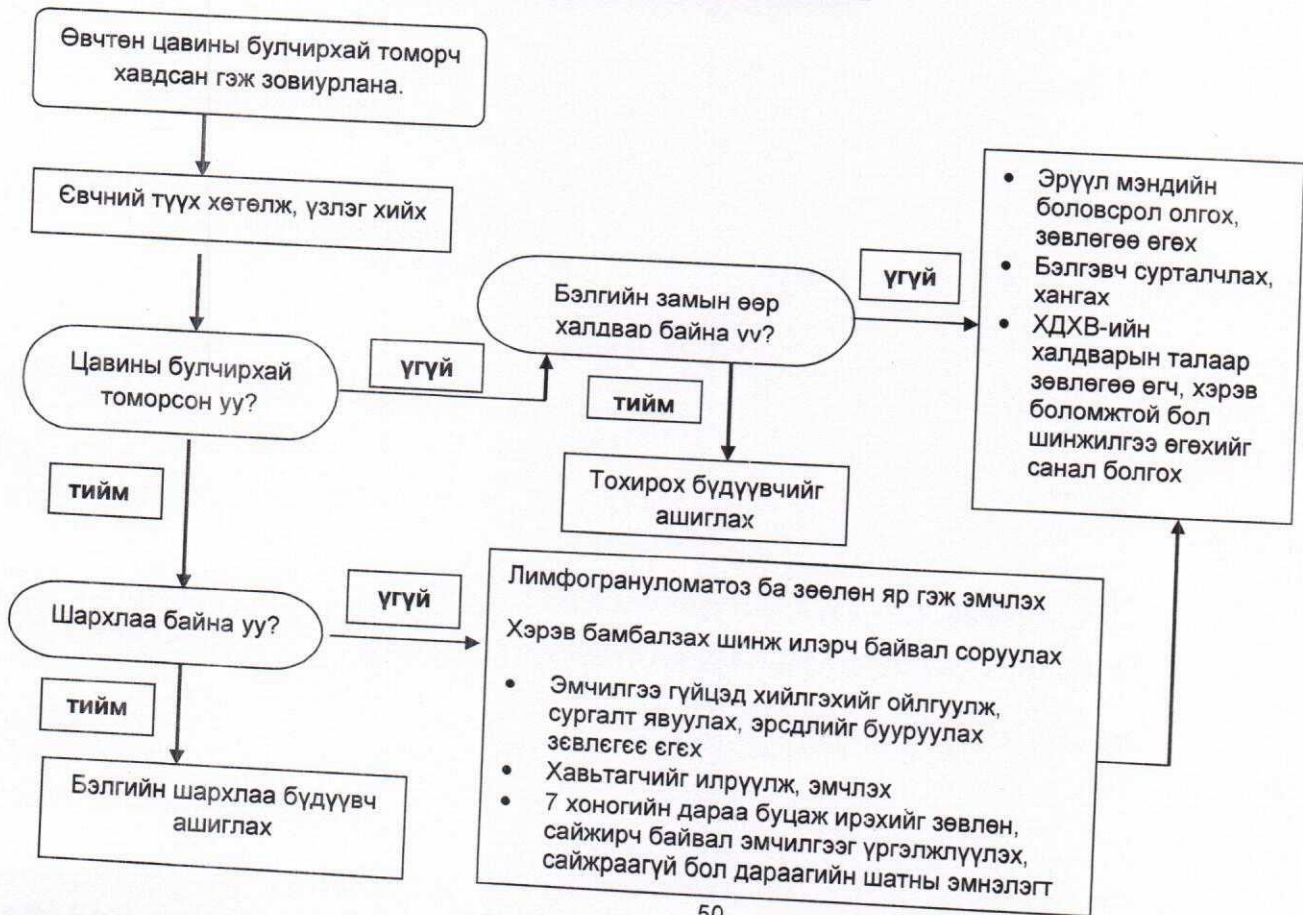 Өвчтөн цавины булчирхай томорч
хавдсан гэж зовиурлана.
Євчний түүх хөтөлж, үзлэг хийх
Цавины булчирхай
томорсон уу?
үгүй
Бэлгийн замын өөр
халдвар байна уу?
үгүй
• Эрүүл мэндийн
боловсрол олгох,
зөвлөгөө өгөх
• Бэлгэвч сурталчлах,
хангах
• ХДХВ-ийн
халдварын талаар
зөвлөгөө өгч, хэрэв
боломжтой бол
шинжилгээ өгөхийг
санал болгох
тийм
Тохирох бүдүүвчийг
ашиглах
тийм
Шархлаа байна уу?
үгүй
Лимфогрануломатоз ба зөөлөн яр гэж эмчлэх
Хэрэв бамбалзах шинж илэрч байвал соруулах
• Эмчилгээ гүйцэд хийлгэхийг ойлгуулж,
сургалт явуулах, эрсдлийг бууруулах
зєвлєгєє єгєх
• Хавьтагчийг илрүүлж, эмчлэх
• 7 хоногийн дараа буцаж ирэхийг зөвлөн,
сайжирч байвал эмчилгээг үргэлжлүүлэх,
сайжраагүй бол дараагийн шатны эмнэлэгт
тийм
Бэлгийн шархлаа бүдүүвч
ашиглах
50